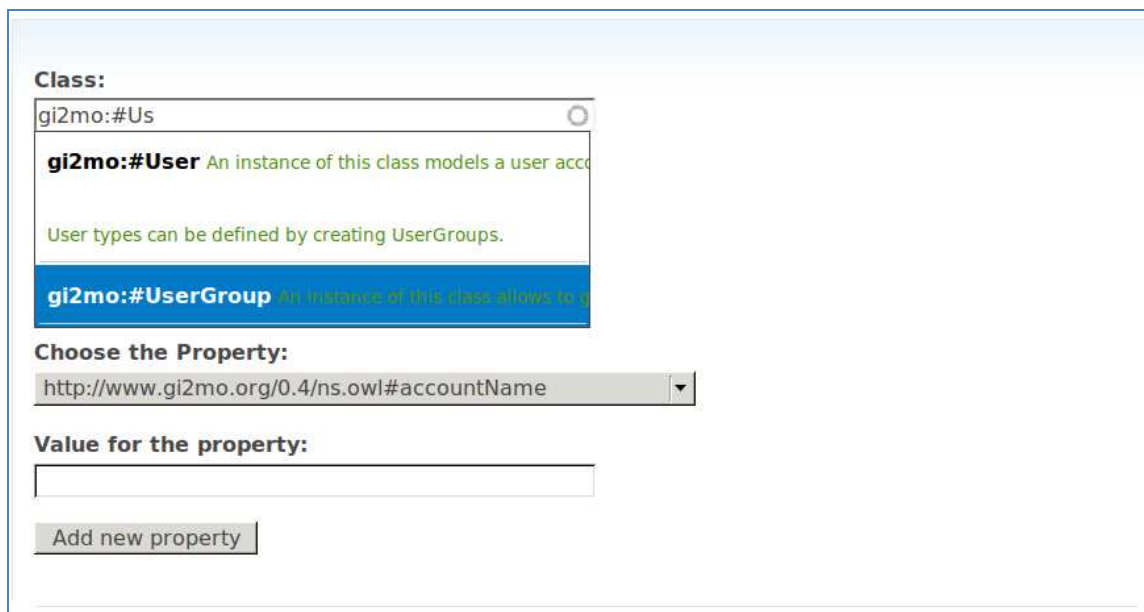 Class:
gi2mo:#Us
gi2mo:#User An instance of this class models a user acco
User types can be defined by creating UserGroups.
gi2mo:#UserGroup An instance of this class allows to g
Choose the Property:
http://www.gi2mo.org/0.4/ns.owl#accountName
Value for the property:
Add new property